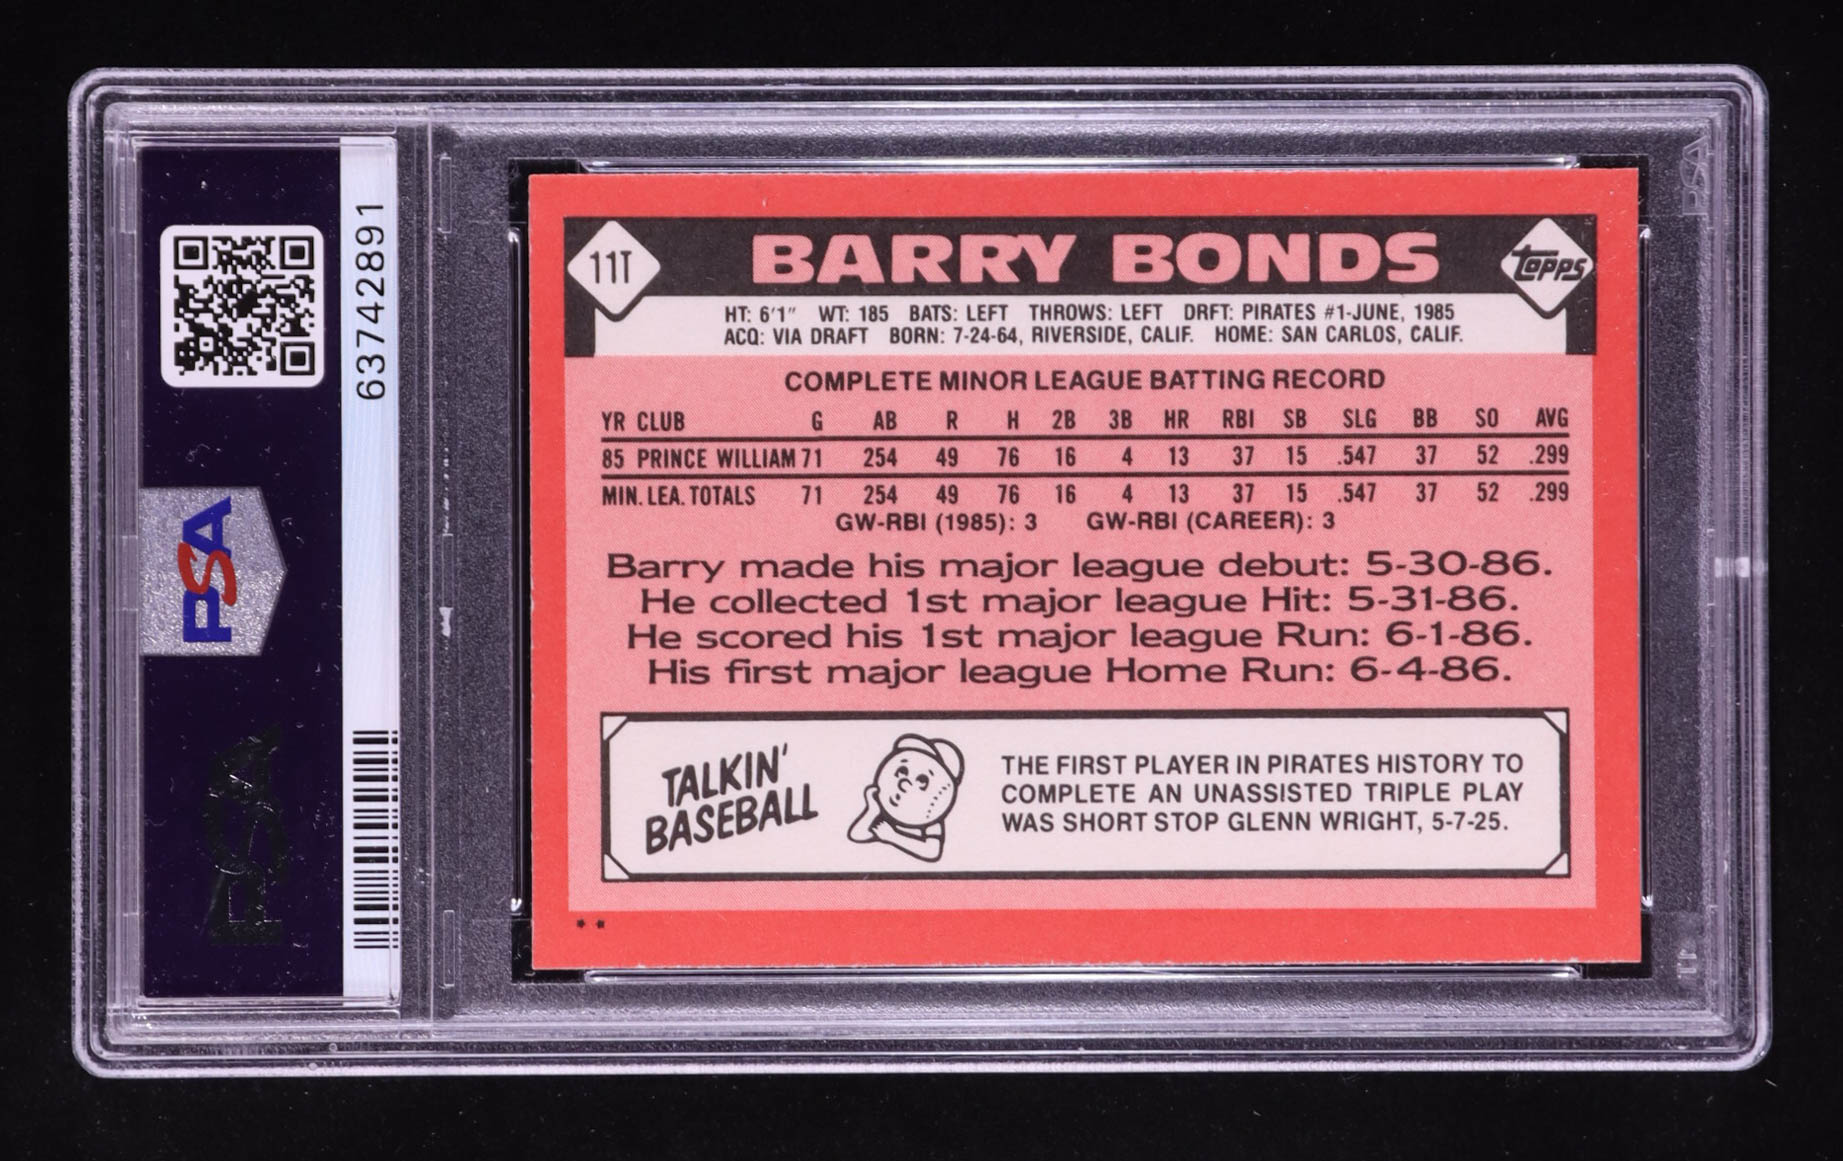 63742891
PSA
PSA
PSA
11T
BARRY BONDS
topps
HT: 6'1" WT: 185 BATS: LEFT THROWS: LEFT DRFT: PIRATES #1-JUNE, 1985
ACQ: VIA DRAFT BORN: 7-24-64, RIVERSIDE, CALIF. HOME: SAN CARLOS, CALIF.
COMPLETE MINOR LEAGUE BATTING RECORD
YR CLUB G AB R H 2B 3B HR RBI SB SLG BB SO AVG
85 PRINCE WILLIAM 71 254 49 76 16 4 13 37 15 .547 37 52 .299
MIN. LEA. TOTALS 71 254 49 76 16 4 13 37 15 .547 37 52 .299
GW-RBI (1985): 3 GW-RBI (CAREER): 3
Barry made his major league debut: 5-30-86.
He collected 1st major league Hit: 5-31-86.
He scored his 1st major league Run: 6-1-86.
His first major league Home Run: 6-4-86.
TALKIN'
BASEBALL
THE FIRST PLAYER IN PIRATES HISTORY TO
COMPLETE AN UNASSISTED TRIPLE PLAY
WAS SHORT STOP GLENN WRIGHT, 5-7-25.
* *